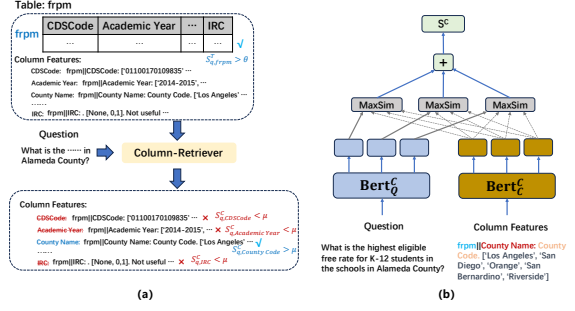 Table: frpm
frpm
CDSCode Academic Year ... IRC
... ... ... ...
√
Column Features:
S^T_{q,frpm} > θ
CDSCode: frpm||CDSCode: ['01100170109835' ...
Academic Year: frpm||Academic Year: ['2014-2015', ...
County Name: frpm||County Name: County Code. ['Los Angeles' ...
......
IRC: frpm||IRC: . [None, 0,1]. Not useful ...
Question
What is the ...... in
Alameda County?
Column-Retriever
Column Features:
CDSCode: frpm||CDSCode: ['01100170109835' ... × S^C_{q,CDSCode} < μ
Academic Year: frpm||Academic Year: ['2014-2015', ... × S^C_{q,Academic Year} < μ
County Name: frpm||County Name: County Code. ['Los Angeles' ... √
...... S^C_{q,County Code} > μ
IRC: frpm||IRC: . [None, 0,1]. Not useful ... × S^C_{q,IRC} < μ
(a)
S^C
+
MaxSim MaxSim MaxSim
Bert^C_Q
Bert^C_C
Question
Column Features
What is the highest eligible
free rate for K-12 students in
the schools in Alameda County?
frpm||County Name: County
Code. ['Los Angeles', 'San
Diego', 'Orange', 'San
Bernardino', 'Riverside']
(b)